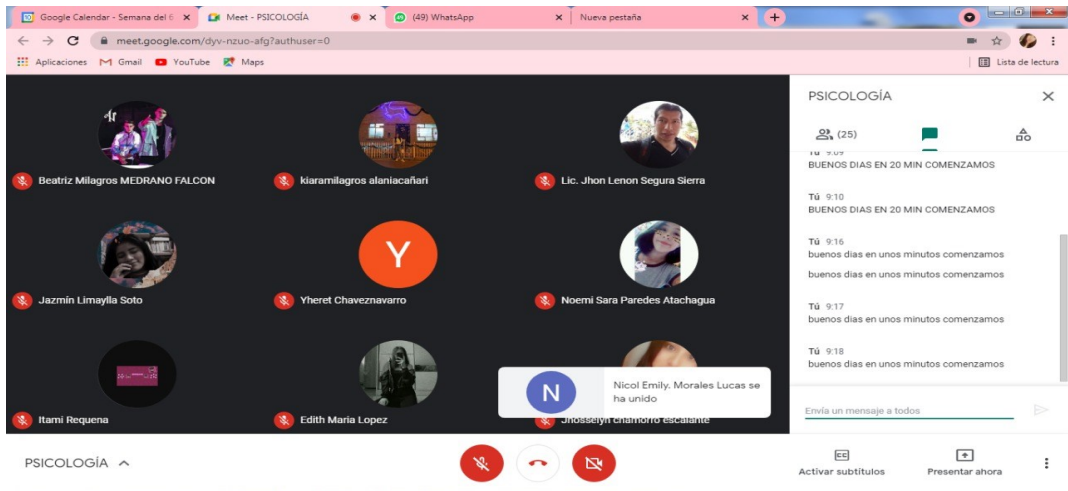 Google Calendar - Semana del 6
Meet - PSICOLOGÍA
(49) WhatsApp
Nueva pestaña
meet.google.com/dyv-nzuo-afg?authuser=0
Aplicaciones
Gmail
YouTube
Maps
Lista de lectura
Beatriz Milagros MEDRANO FALCON
kiaramilagros alaniacañari
Lic. Jhon Lenon Segura Sierra
Jazmín Limaylla Soto
Y
Yheret Chaveznavarro
Noemi Sara Paredes Atachagua
Itami Requena
Edith Maria Lopez
Jhosselyn chamorro escalante
N
Nicol Emily. Morales Lucas se
ha unido
PSICOLOGÍA
(25)
Tú 9:09
BUENOS DIAS EN 20 MIN COMENZAMOS
Tú 9:10
BUENOS DIAS EN 20 MIN COMENZAMOS
Tú 9:16
buenos dias en unos minutos comenzamos
buenos dias en unos minutos comenzamos
Tú 9:17
buenos dias en unos minutos comenzamos
Tú 9:18
buenos dias en unos minutos comenzamos
Envía un mensaje a todos
PSICOLOGÍA
CC
Activar subtítulos
Presentar ahora